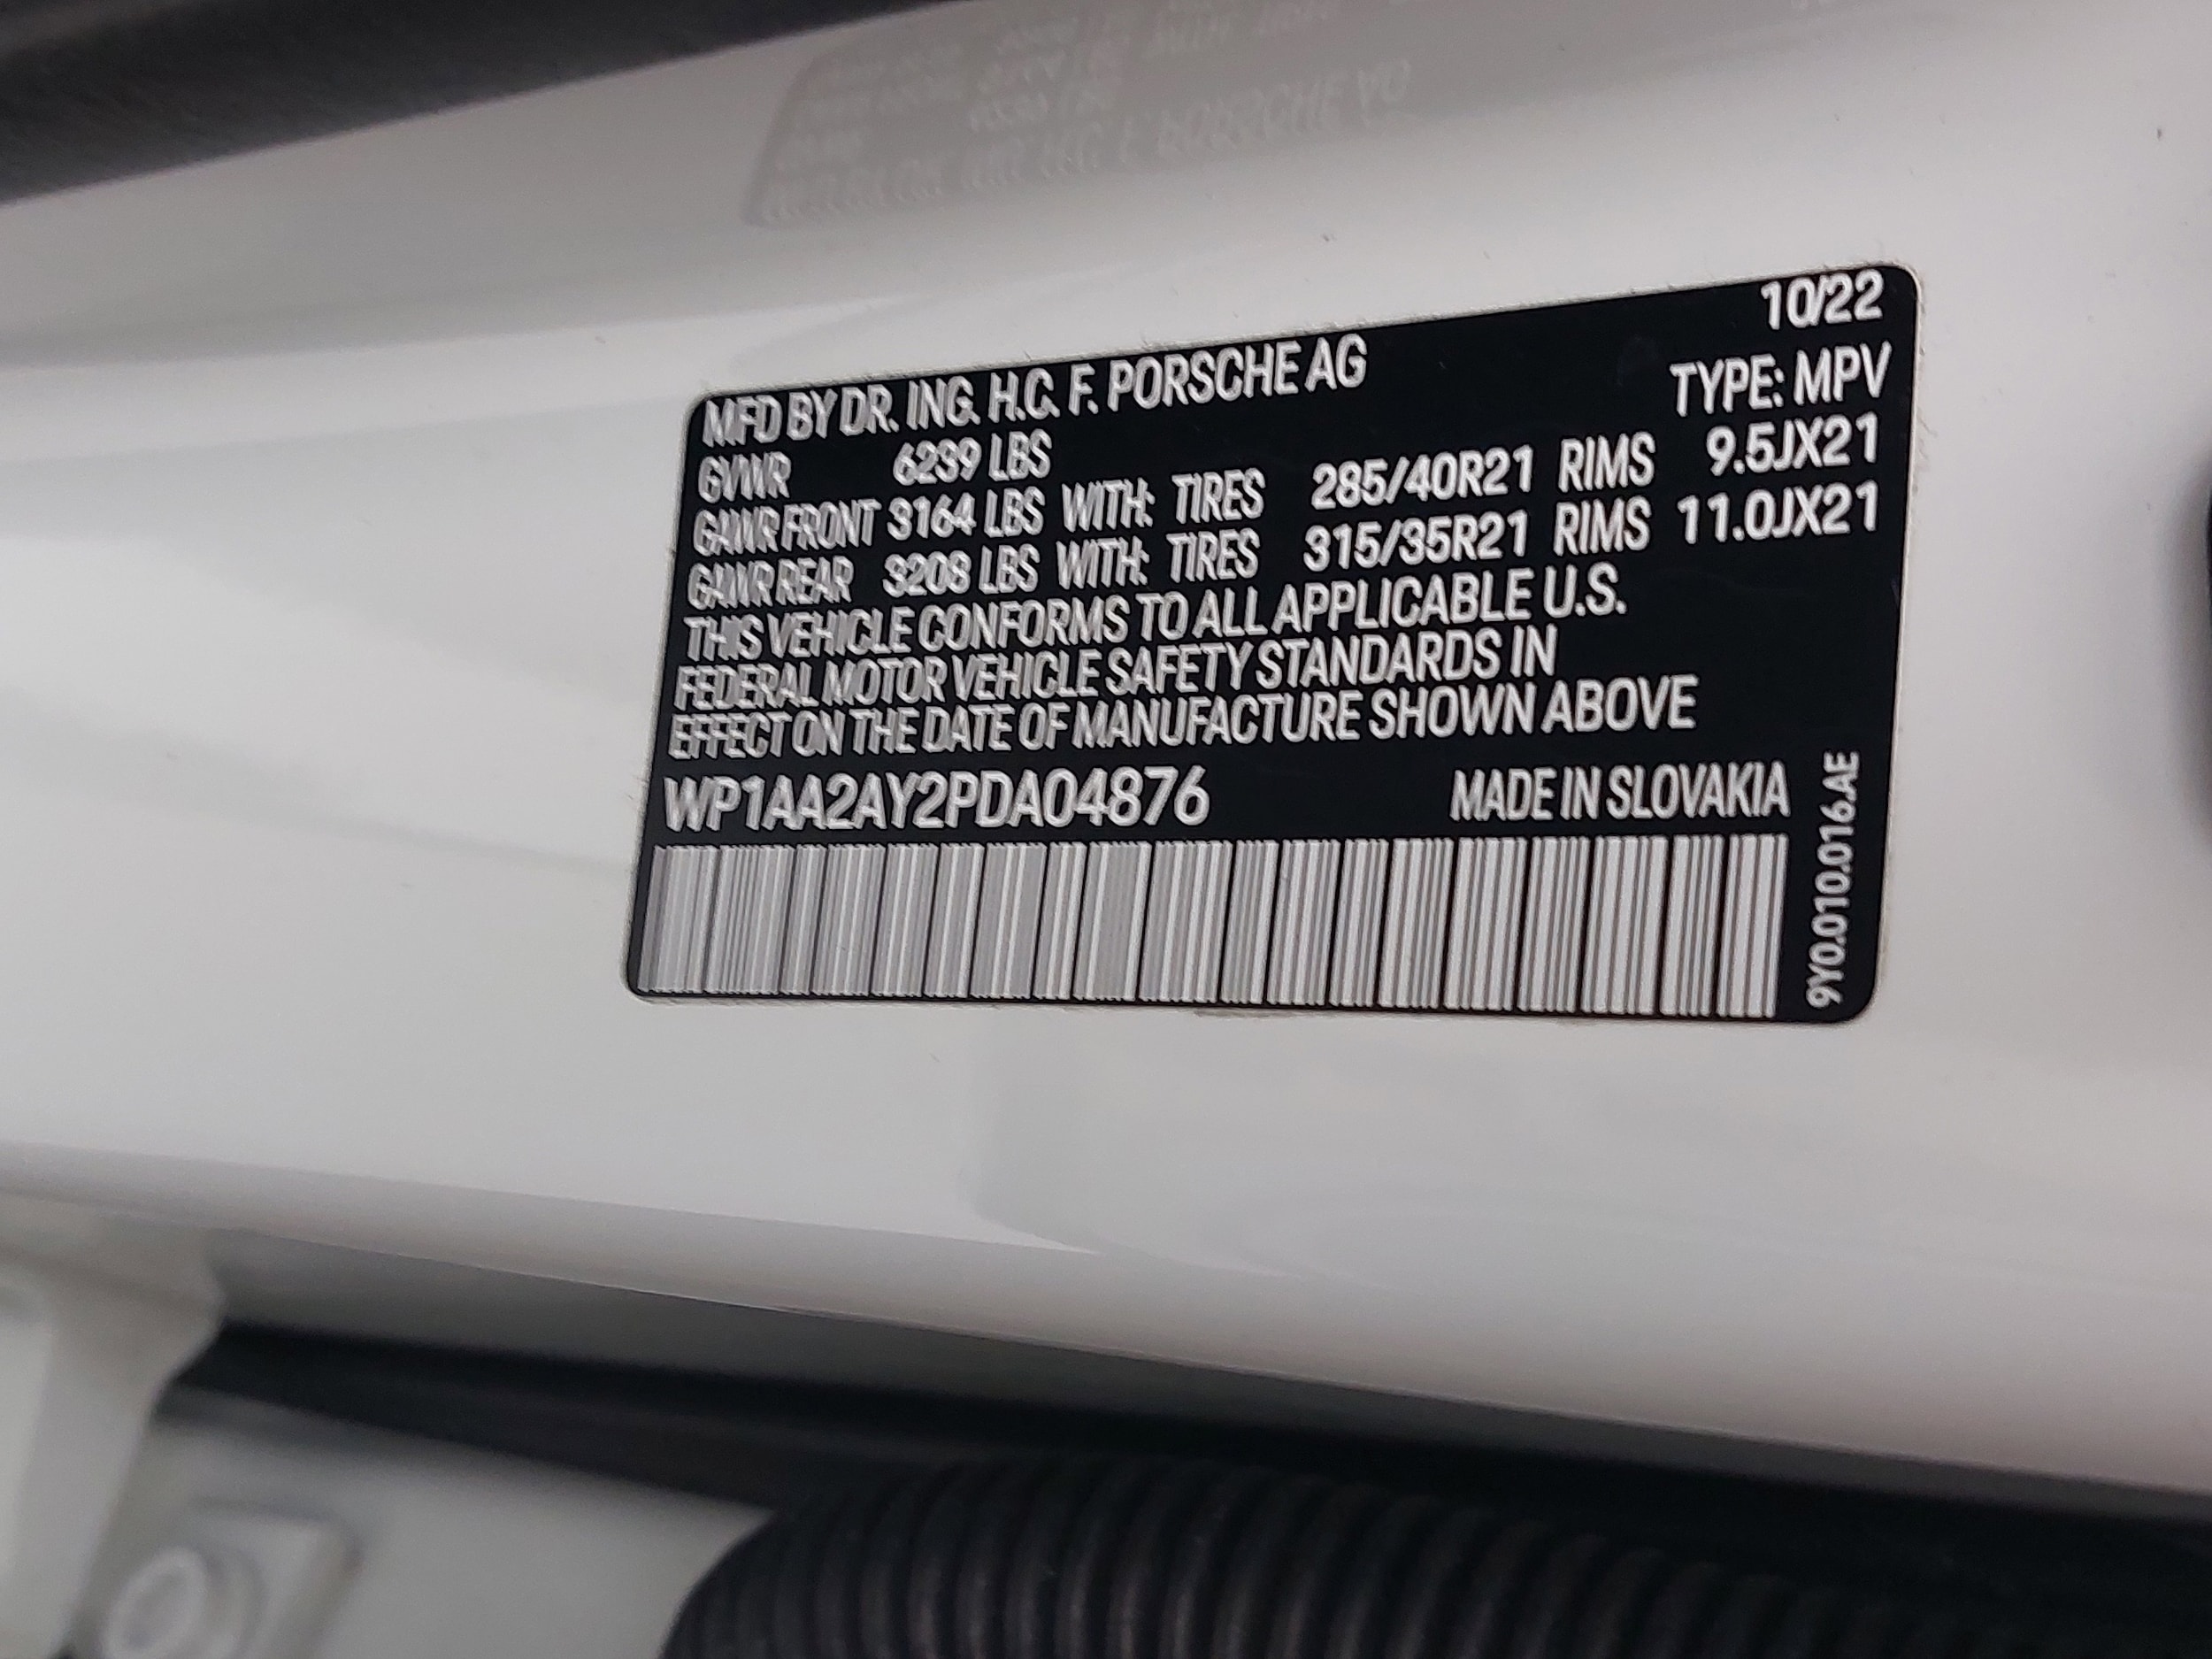 10/22
MFD BY DR. ING. H.C. F. PORSCHE AG
TYPE: MPV
GVWR 6239 LBS
GAWR FRONT 3164 LBS WITH: TIRES 285/40R21 RIMS 9.5JX21
GAWR REAR 3208 LBS WITH: TIRES 315/35R21 RIMS 11.0JX21
THIS VEHICLE CONFORMS TO ALL APPLICABLE U.S.
FEDERAL MOTOR VEHICLE SAFETY STANDARDS IN
EFFECT ON THE DATE OF MANUFACTURE SHOWN ABOVE
WP1AA2AY2PDA04876 MADE IN SLOVAKIA
9Y0.010.016.AE